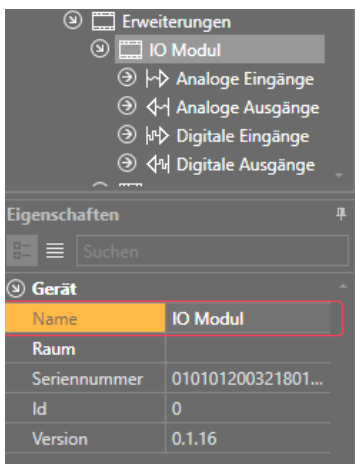 Erweiterungen
IO Modul
Analoge Eingänge
Analoge Ausgänge
Digitale Eingänge
Digitale Ausgänge
Eigenschaften
Suchen
Gerät
Name IO Modul
Raum
Seriennummer 010101200321801...
Id 0
Version 0.1.16